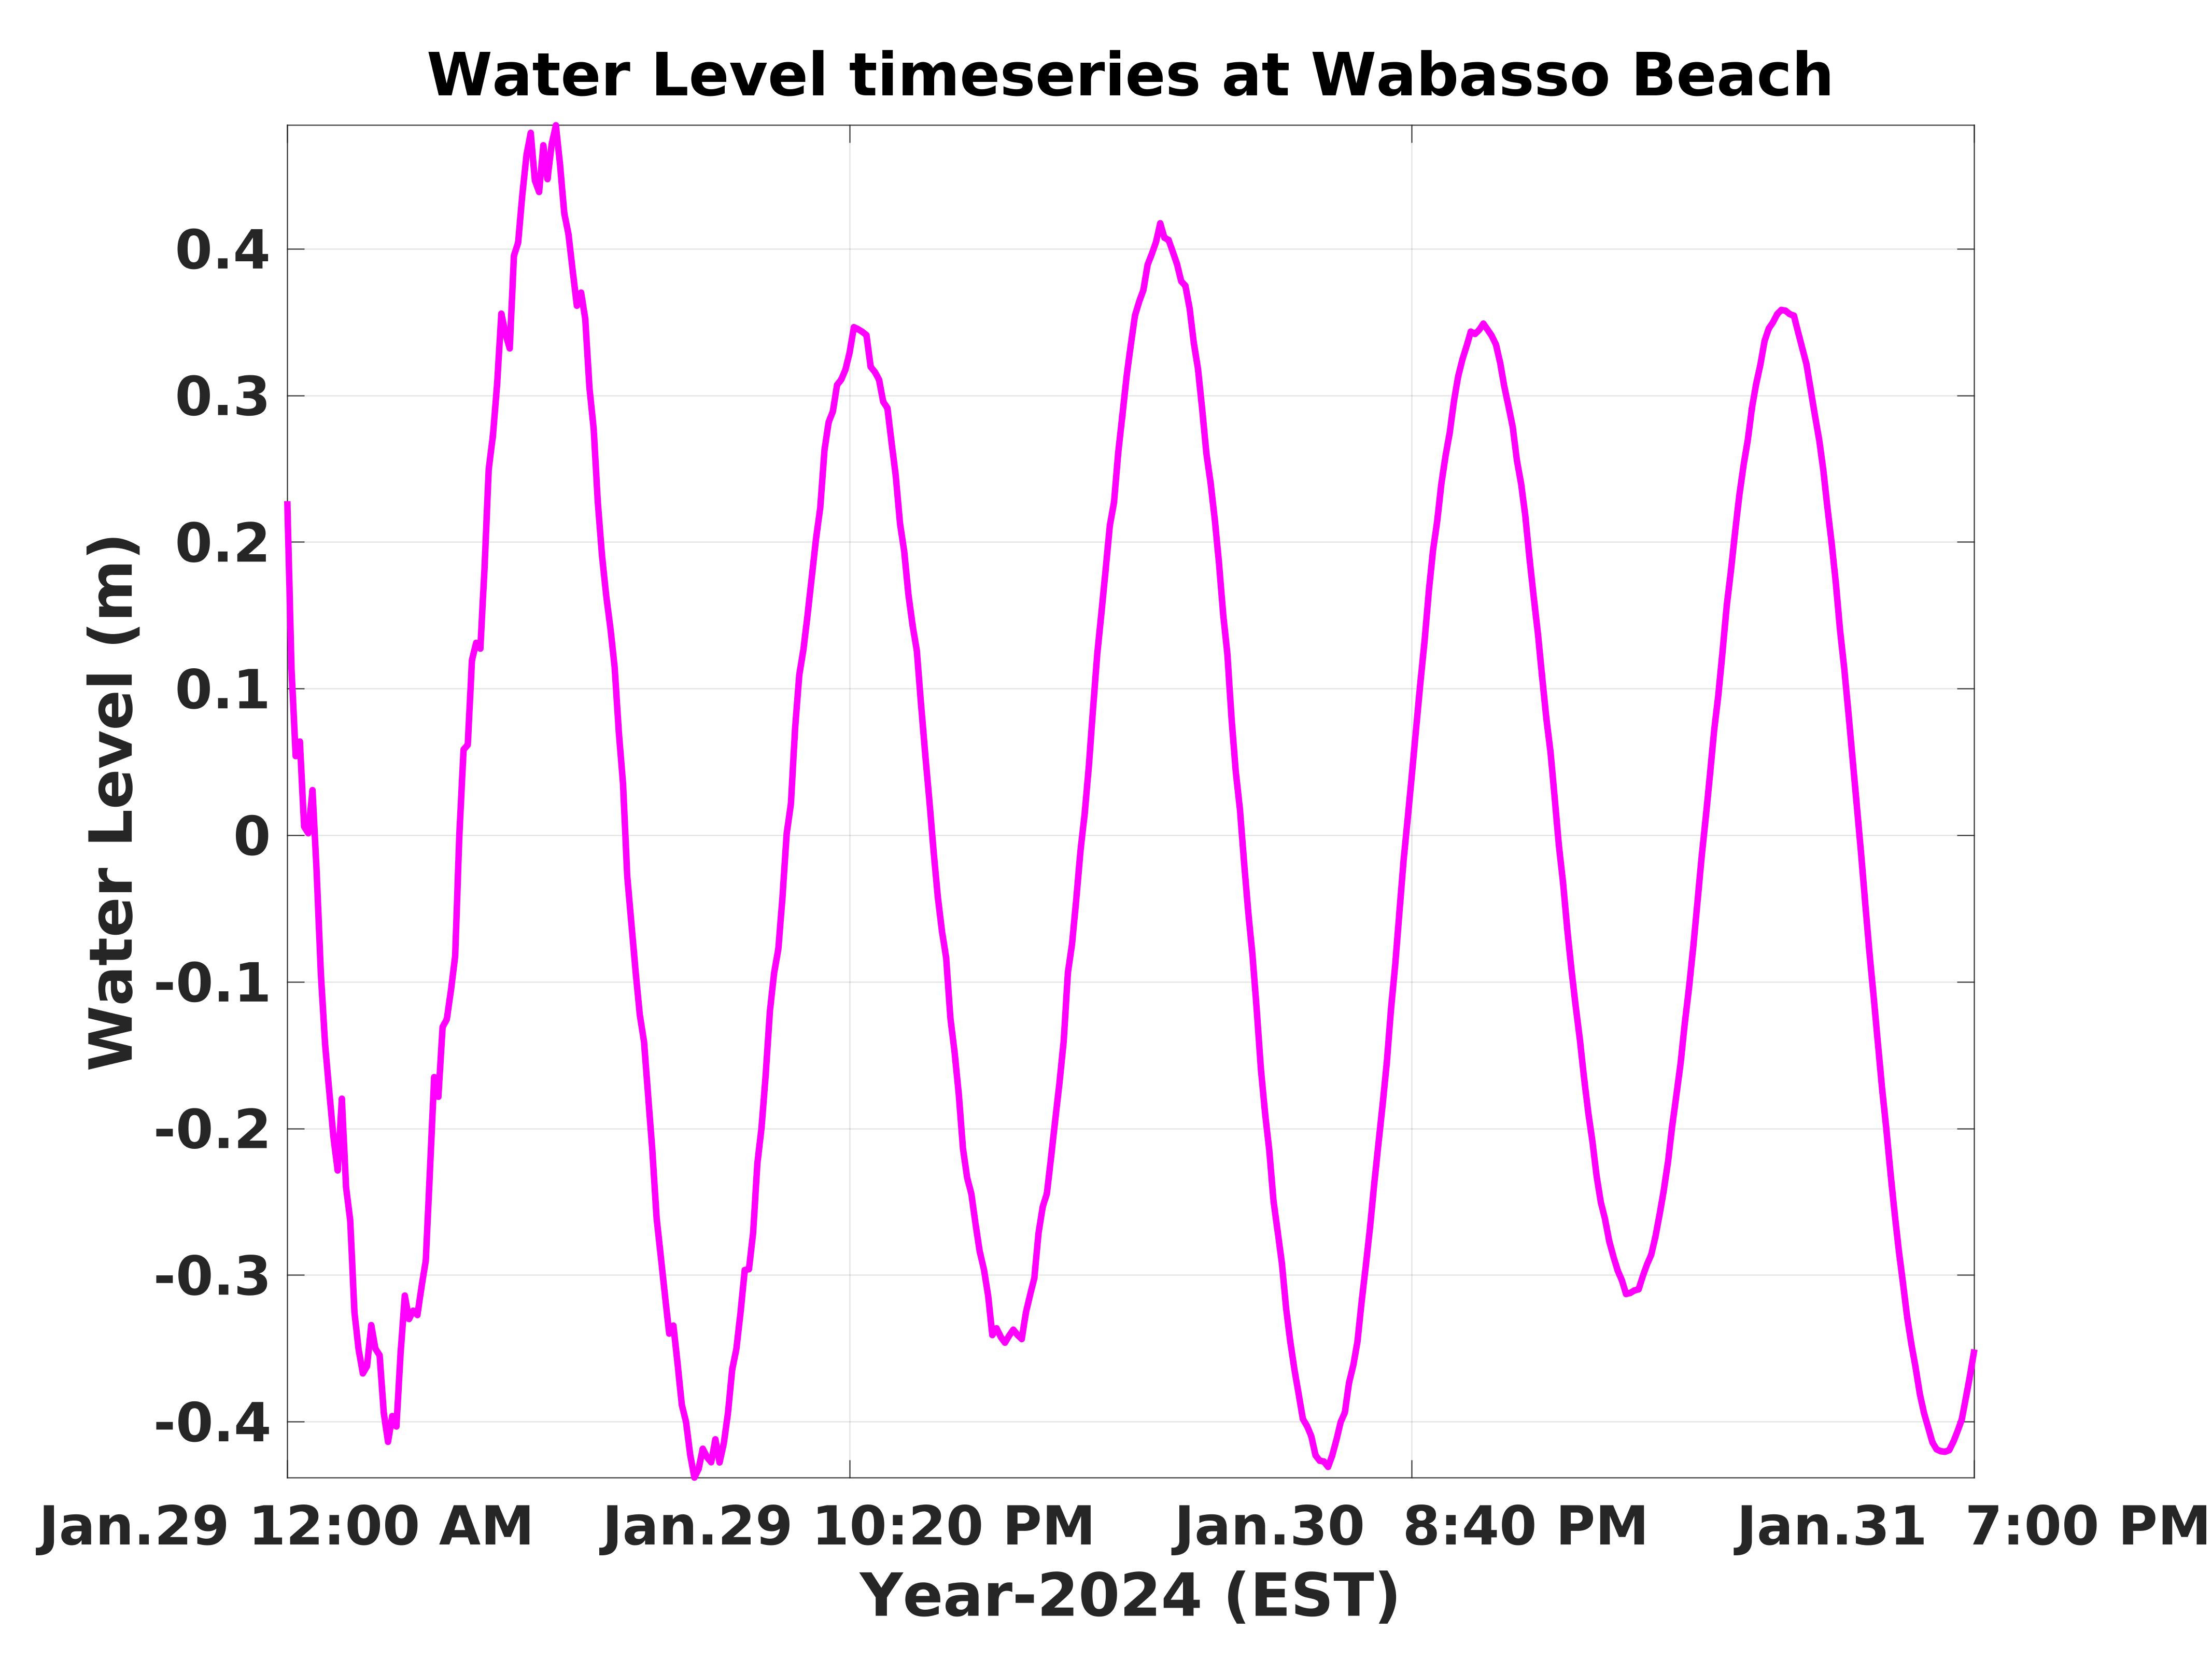 Water Level timeseries at Wabasso Beach
Water Level (m)
0.4
0.3
0.2
0.1
0
-0.1
-0.2
-0.3
-0.4
Jan.29 12:00 AM Jan.29 10:20 PM Jan.30 8:40 PM Jan.31 7:00 PM
Year-2024 (EST)